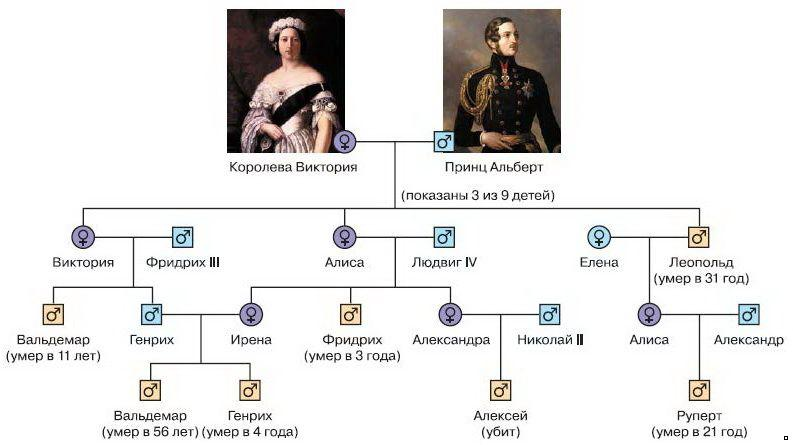 Королева Виктория
Принц Альберт
(показаны 3 из 9 детей)
Виктория
Фридрих III
Алиса
Людвиг IV
Елена
Леопольд
(умер в 31 год)
Вальдемар
(умер в 11 лет)
Генрих
Ирена
Фридрих
(умер в 3 года)
Александра
Николай II
Алиса
Александр
Вальдемар
(умер в 56 лет)
Генрих
(умер в 4 года)
Алексей
(убит)
Руперт
(умер в 21 год)